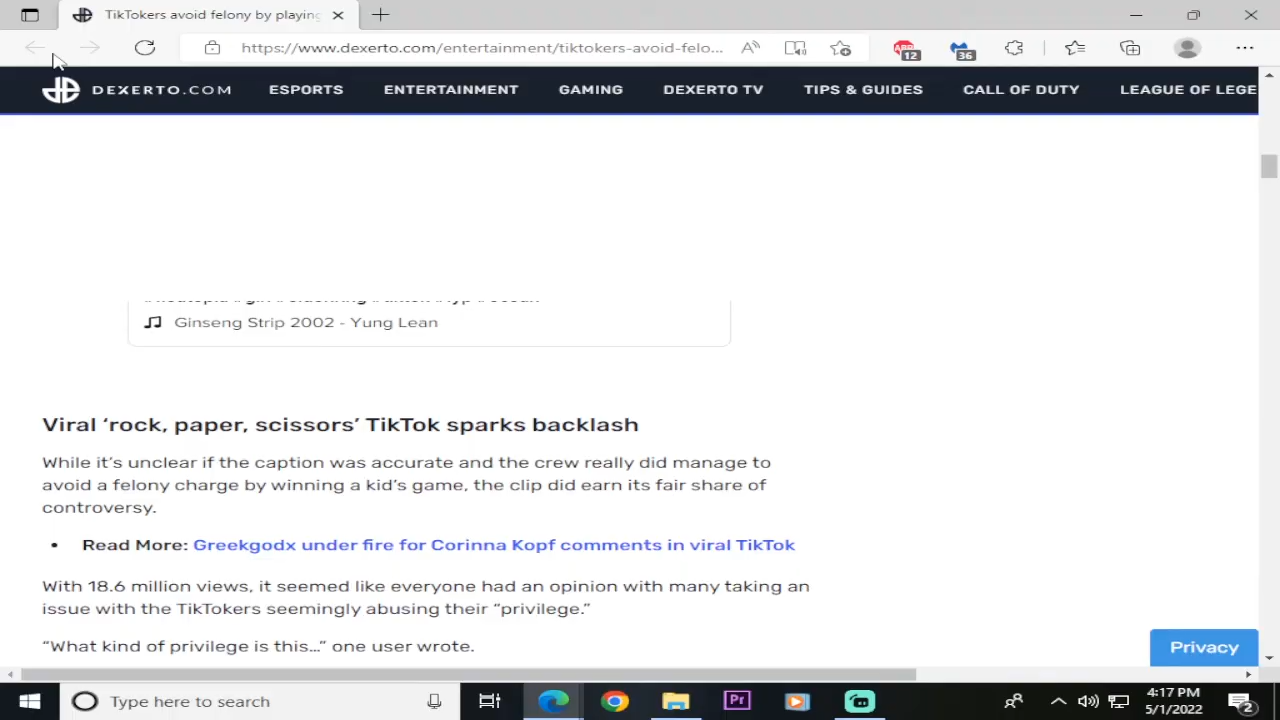 TikTokers avoid felony by playing
https://www.dexerto.com/entertainment/tiktokers-avoid-felo...
12
36
DEXERTO.COM ESPORTS ENTERTAINMENT GAMING DEXERTO TV TIPS & GUIDES CALL OF DUTY LEAGUE OF LEGE
Ginseng Strip 2002 - Yung Lean
Viral ‘rock, paper, scissors’ TikTok sparks backlash
While it’s unclear if the caption was accurate and the crew really did manage to
avoid a felony charge by winning a kid’s game, the clip did earn its fair share of
controversy.
• Read More: Greekgodx under fire for Corinna Kopf comments in viral TikTok
With 18.6 million views, it seemed like everyone had an opinion with many taking an
issue with the TikTokers seemingly abusing their “privilege.”
“What kind of privilege is this…” one user wrote.
Privacy
Type here to search
Pr
4:17 PM
5/1/2022
2